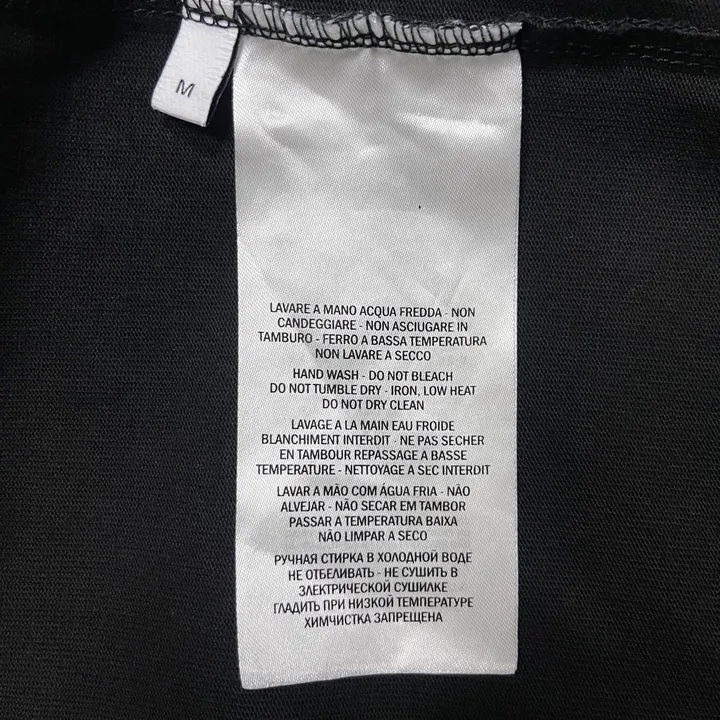 M
LAVARE A MANO ACQUA FREDDA - NON
CANDEGGIARE - NON ASCIUGARE IN
TAMBURO - FERRO A BASSA TEMPERATURA
NON LAVARE A SECCO
HAND WASH - DO NOT BLEACH
DO NOT TUMBLE DRY - IRON, LOW HEAT
DO NOT DRY CLEAN
LAVAGE A LA MAIN EAU FROIDE
BLANCHIMENT INTERDIT - NE PAS SECHER
EN TAMBOUR REPASSAGE A BASSE
TEMPERATURE - NETTOYAGE A SEC INTERDIT
LAVAR A MÃO COM ÁGUA FRIA - NÃO
ALVEJAR - NÃO SECAR EM TAMBOR
PASSAR A TEMPERATURA BAIXA
NÃO LIMPAR A SECO
РУЧНАЯ СТИРКА В ХОЛОДНОЙ ВОДЕ
НЕ ОТБЕЛИВАТЬ - НЕ СУШИТЬ В
ЗЛЕКТРИЧЕСКОЙ СУШИЛКЕ
ГЛАДИТЬ ПРИ НИЗКОЙ ТЕМПЕРАТУРЕ
ХИМЧИСТКА ЗАПРЕЩЕНА